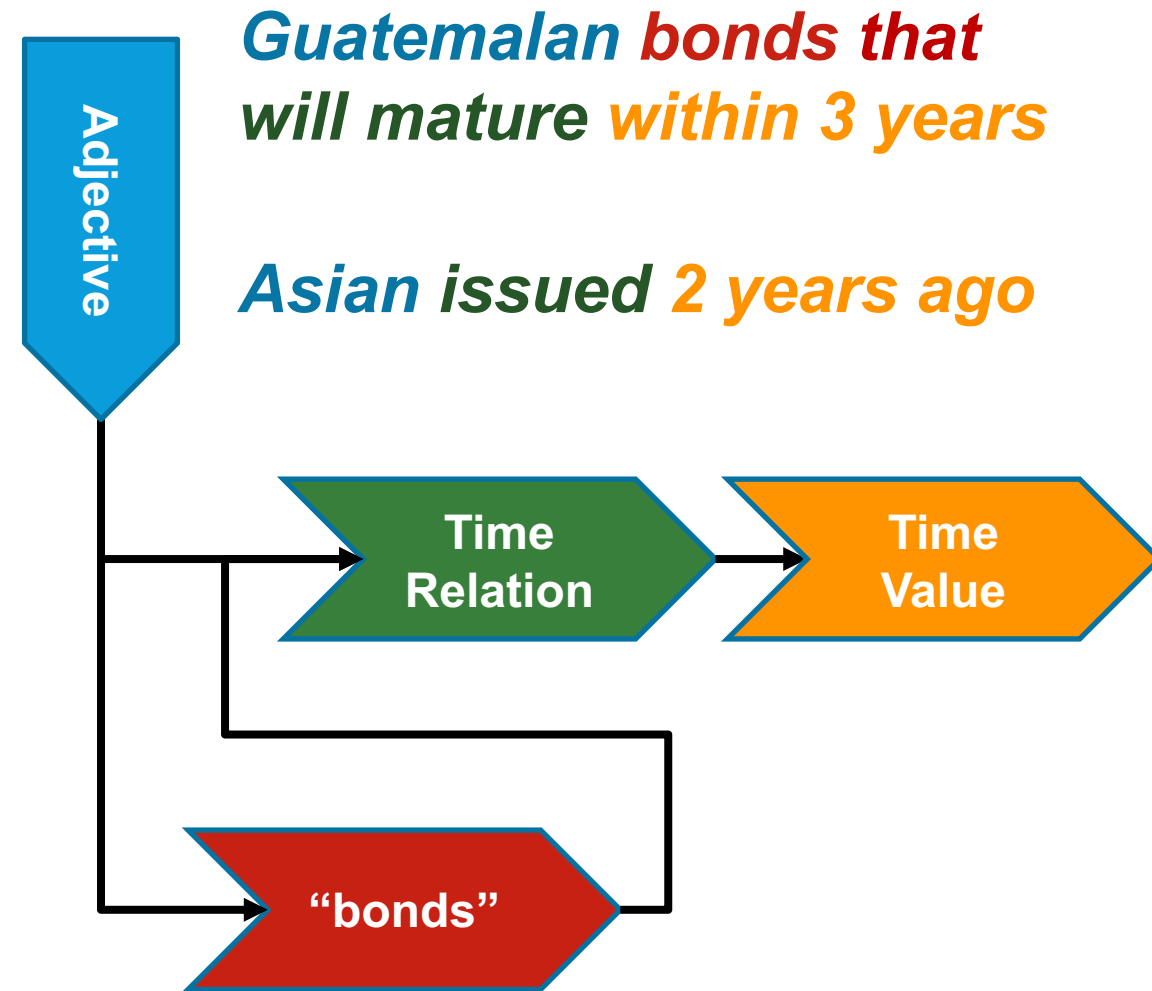 Guatemalan bonds that
will mature within 3 years
Asian issued 2 years ago
Adjective
Time
Relation
Time
Value
“bonds”